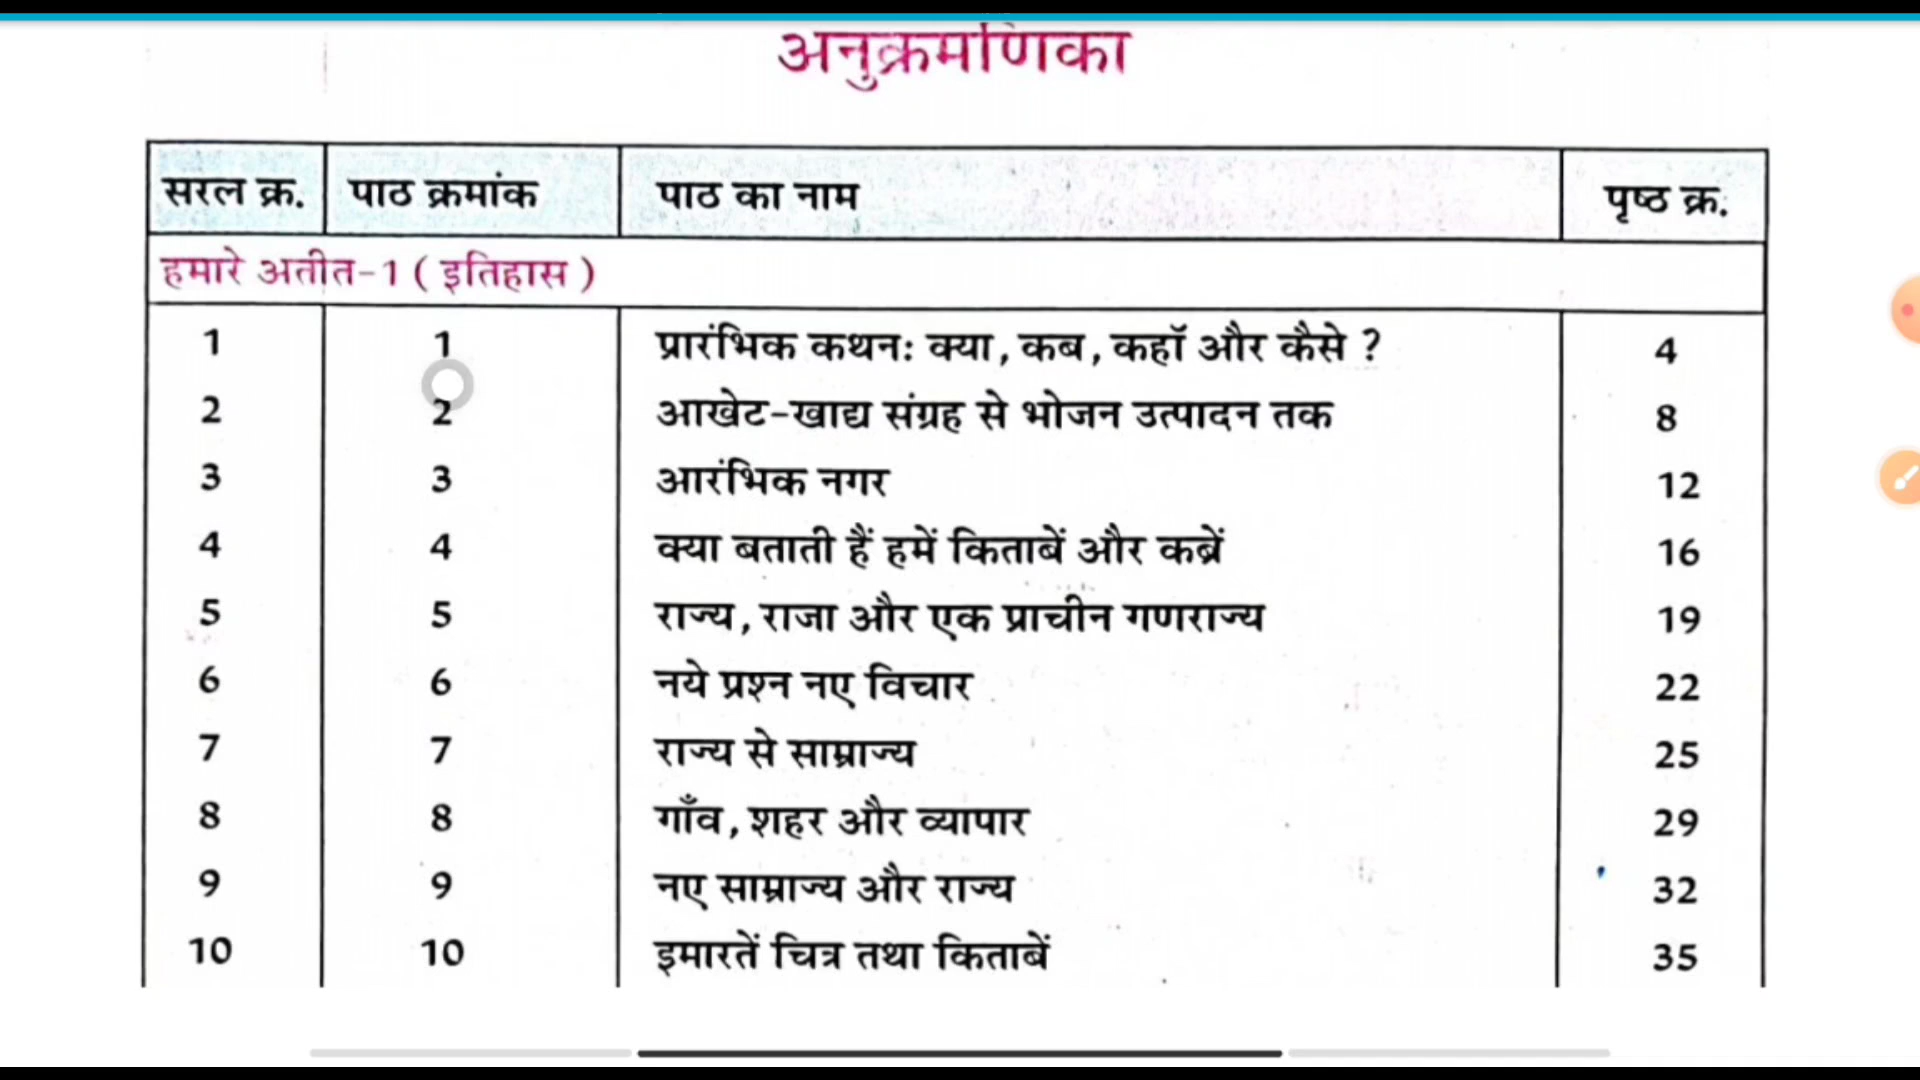 अनुक्रमणिका
सरल क्र. पाठ क्रमांक पाठ का नाम पृष्ठ क्र.
हमारे अतीत-1 ( इतिहास )
1 1 प्रारंभिक कथनः क्या, कब, कहॉ और कैसे ? 4
2 2 आखेट-खाद्य संग्रह से भोजन उत्पादन तक 8
3 3 आरंभिक नगर 12
4 4 क्या बताती हैं हमें किताबें और कब्रें 16
5 5 राज्य, राजा और एक प्राचीन गणराज्य 19
6 6 नये प्रश्न नए विचार 22
7 7 राज्य से साम्राज्य 25
8 8 गाँव, शहर और व्यापार 29
9 9 नए साम्राज्य और राज्य 32
10 10 इमारतें चित्र तथा किताबें 35